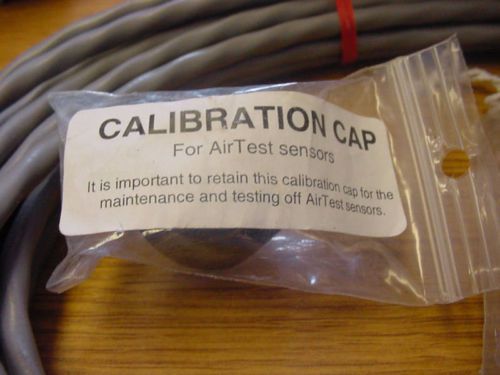 CALIBRATION CAP
For AirTest sensors
It is important to retain this calibration cap for the
maintenance and testing off AirTest sensors.